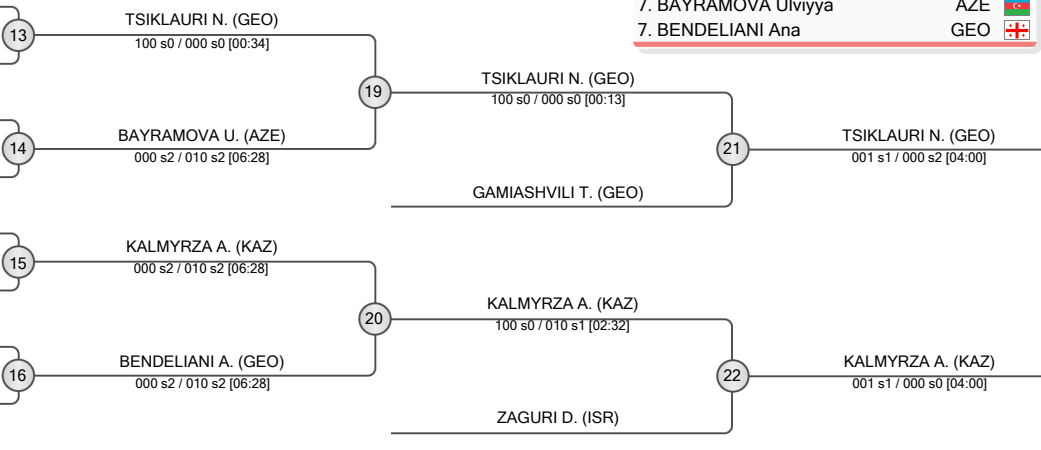 7. BAYRAMOVA Ulviyya AZE
7. BENDELIANI Ana GEO
13
TSIKLAURI N. (GEO)
100 s0 / 000 s0 [00:34]
19
TSIKLAURI N. (GEO)
100 s0 / 000 s0 [00:13]
14
BAYRAMOVA U. (AZE)
000 s2 / 010 s2 [06:28]
21
TSIKLAURI N. (GEO)
001 s1 / 000 s2 [04:00]
GAMIASHVILI T. (GEO)
15
KALMYRZA A. (KAZ)
000 s2 / 010 s2 [06:28]
20
KALMYRZA A. (KAZ)
100 s0 / 010 s1 [02:32]
16
BENDELIANI A. (GEO)
000 s2 / 010 s2 [06:28]
22
KALMYRZA A. (KAZ)
001 s1 / 000 s0 [04:00]
ZAGURI D. (ISR)